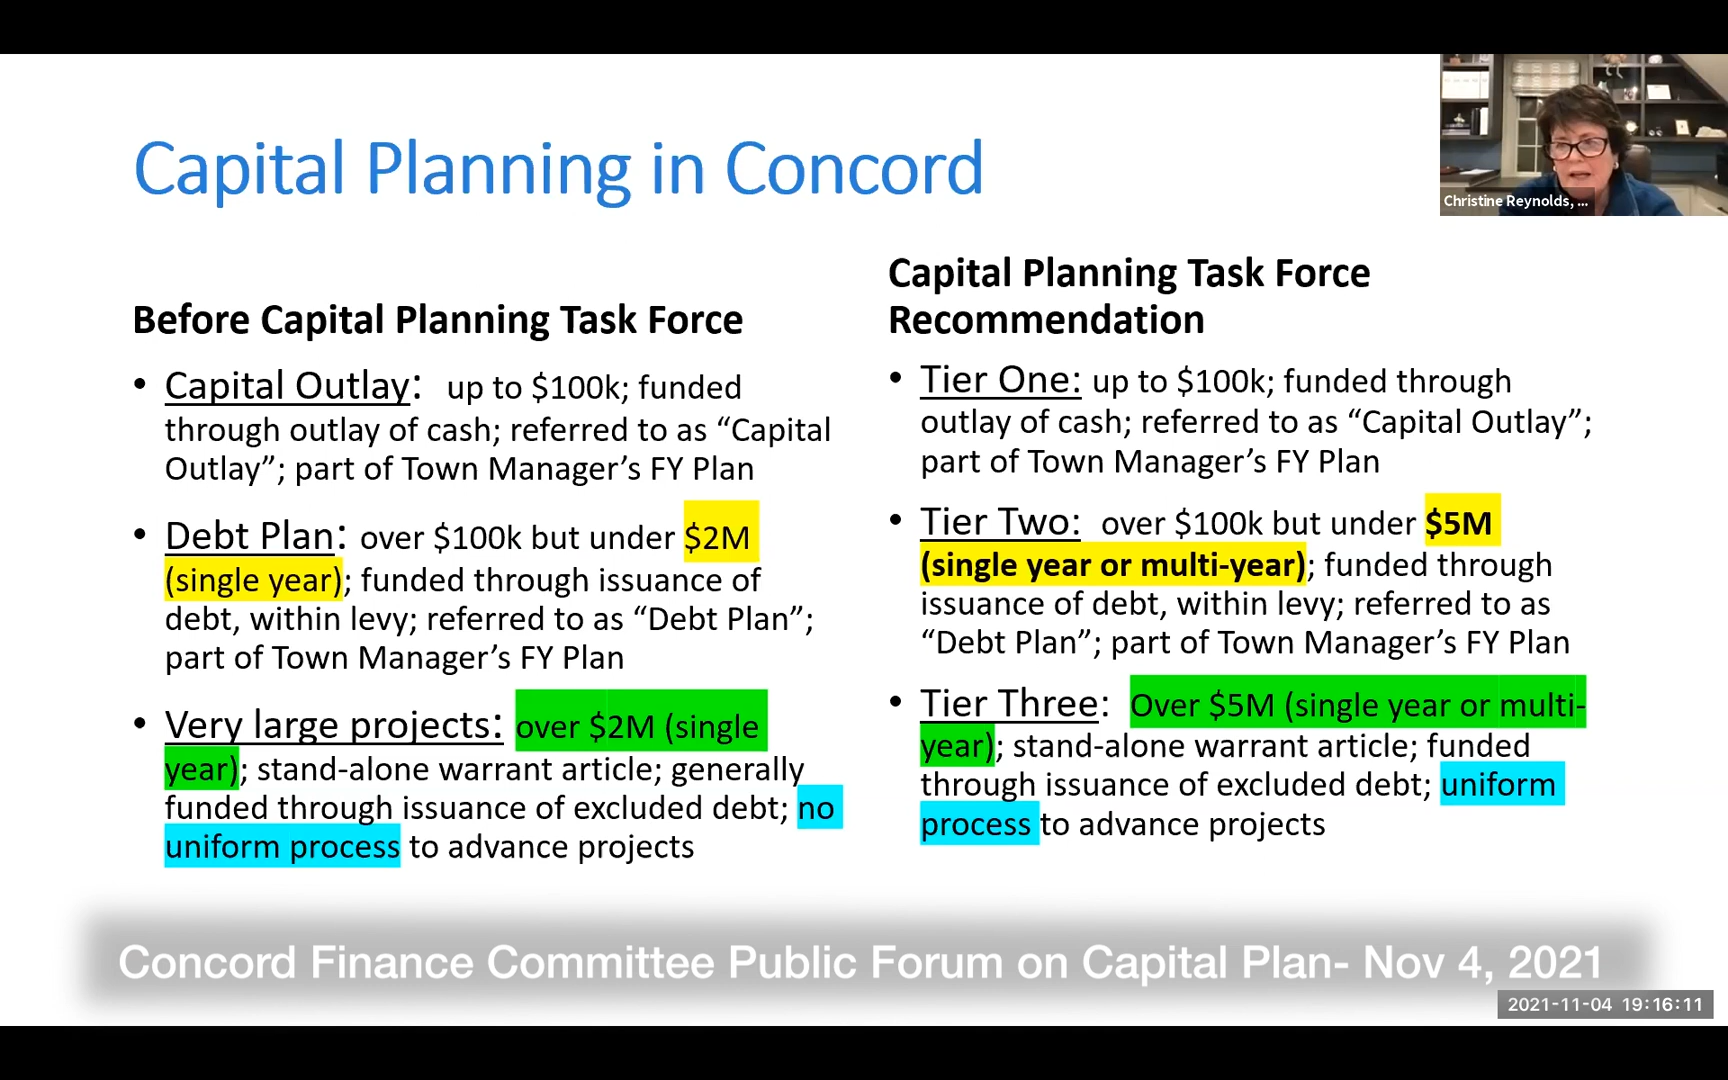 Capital Planning in Concord
Christine Reynolds, ...
Before Capital Planning Task Force
• Capital Outlay: up to $100k; funded
through outlay of cash; referred to as “Capital
Outlay”; part of Town Manager’s FY Plan
• Debt Plan: over $100k but under $2M
(single year); funded through issuance of
debt, within levy; referred to as “Debt Plan”;
part of Town Manager’s FY Plan
• Very large projects: over $2M (single
year); stand-alone warrant article; generally
funded through issuance of excluded debt; no
uniform process to advance projects
Capital Planning Task Force
Recommendation
• Tier One: up to $100k; funded through
outlay of cash; referred to as “Capital Outlay”;
part of Town Manager’s FY Plan
• Tier Two: over $100k but under $5M
(single year or multi-year); funded through
issuance of debt, within levy; referred to as
“Debt Plan”; part of Town Manager’s FY Plan
• Tier Three: Over $5M (single year or multi-
year); stand-alone warrant article; funded
through issuance of excluded debt; uniform
process to advance projects
Concord Finance Committee Public Forum on Capital Plan- Nov 4, 2021
2021-11-04 19:16:11